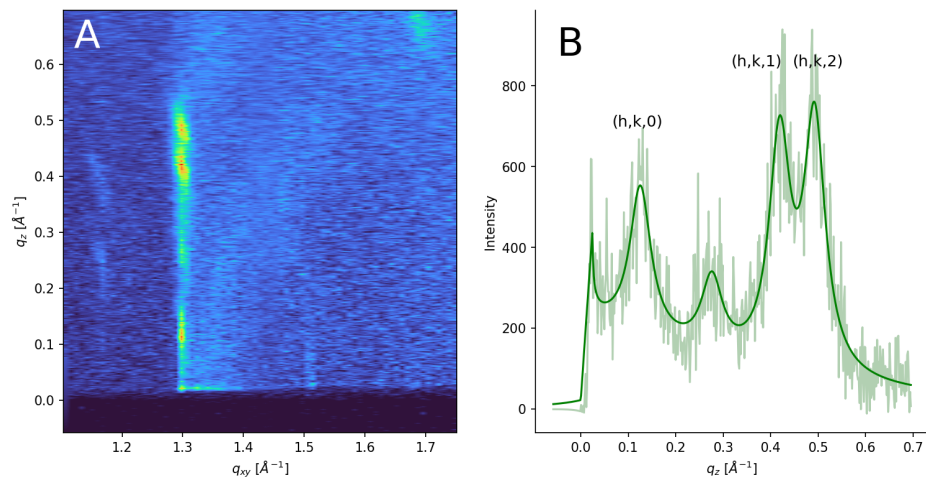 A
0.6
0.5
0.4
0.3
0.2
0.1
0.0
q_z [Å⁻¹]
1.2 1.3 1.4 1.5 1.6 1.7
q_xy [Å⁻¹]
B
(h,k,1) (h,k,2)
(h,k,0)
800
600
400
200
0
Intensity
0.0 0.1 0.2 0.3 0.4 0.5 0.6 0.7
q_z [Å⁻¹]